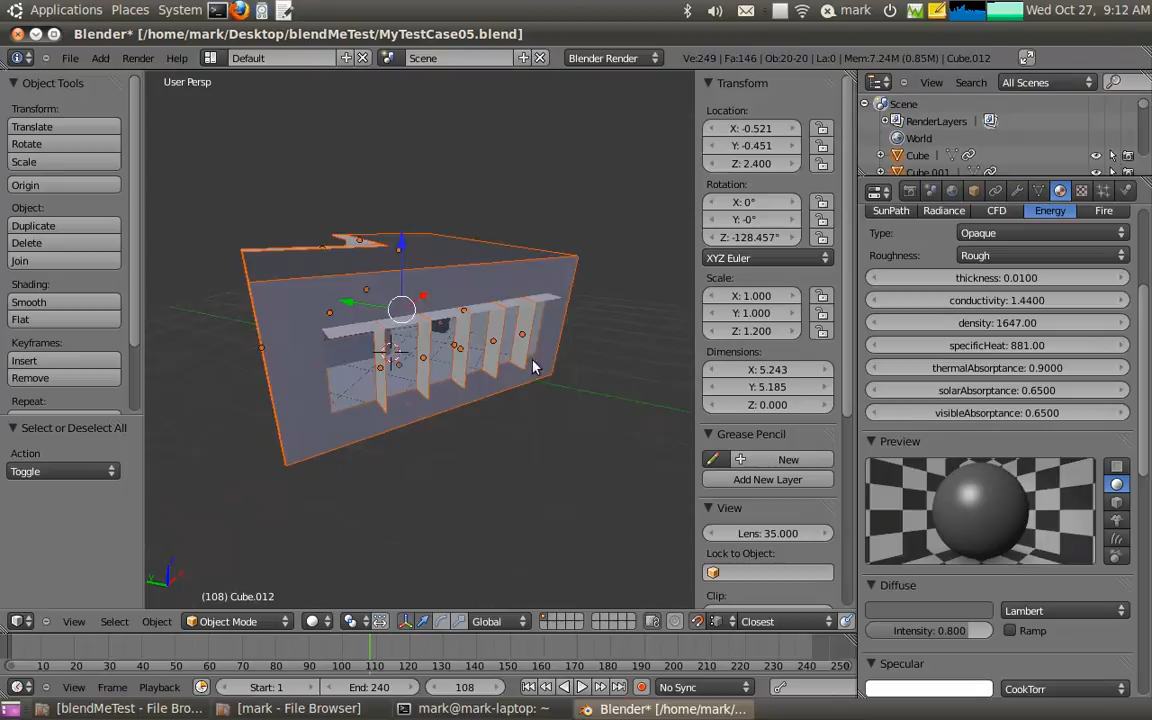 Applications Places System mark Wed Oct 27, 9:12 AM
Blender* [/home/mark/Desktop/blendMeTest/MyTestCase05.blend]
File Add Render Help Default Scene Blender Render Ve:249 | Fa:146 | Ob:20-20 | La:0 | Mem:7.24M (0.85M) | Cube.012
Object Tools
Transform:
Translate
Rotate
Scale
Origin
Object:
Duplicate
Delete
Join
Shading:
Smooth
Flat
Keyframes:
Insert
Remove
Repeat:
Select or Deselect All
Action
Toggle
User Persp
(108) Cube.012
Transform
Location:
X: -0.521
Y: -0.451
Z: 2.400
Rotation:
X: 0°
Y: -0°
Z: -128.457°
XYZ Euler
Scale:
X: 1.000
Y: 1.000
Z: 1.200
Dimensions:
X: 5.243
Y: 5.185
Z: 0.000
Grease Pencil
New
Add New Layer
View
Lens: 35.000
Lock to Object:
Clip:
View Search All Scenes
Scene
RenderLayers
World
Cube
Cube.001
SunPath Radiance CFD Energy Fire
Type: Opaque
Roughness: Rough
thickness: 0.0100
conductivity: 1.4400
density: 1647.00
specificHeat: 881.00
thermalAbsorptance: 0.9000
solarAbsorptance: 0.6500
visibleAbsorptance: 0.6500
Preview
Diffuse
Lambert
Intensity: 0.800 Ramp
Specular
CookTorr
View Select Object Object Mode Global Closest
10 20 30 40 50 60 70 80 90 100 110 120 130 140 150 160 170 180 190 200 210 220 230 240 250
View Frame Playback Start: 1 End: 240 108 No Sync
[blendMeTest - File Bro... [mark - File Browser] mark@mark-laptop: ~ Blender* [/home/mark/...